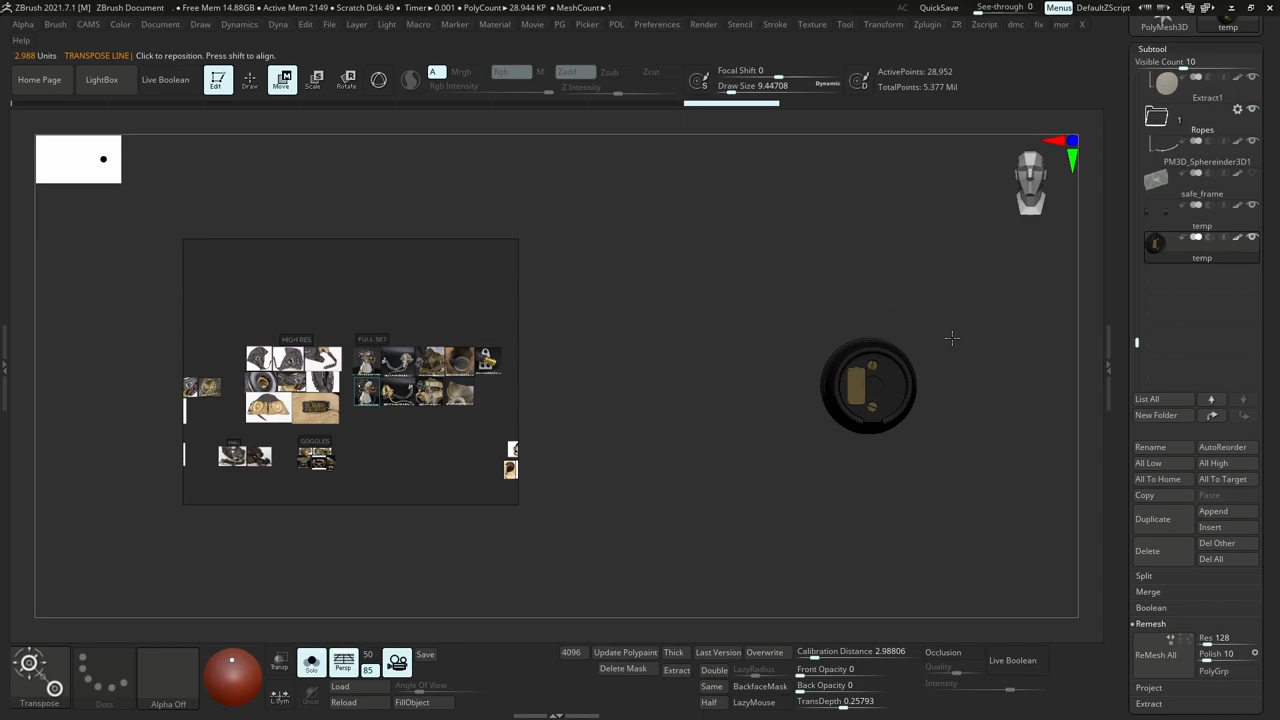 ZBrush 2021.7.1 [M] ZBrush Document . ● Free Mem 14.88GB ● Active Mem 2149 ● Scratch Disk 49 ● Timer▶0.001 ● PolyCount▶28.944 KP ● MeshCount▶1 AC QuickSave See-through 0 Menus DefaultZScript
Alpha Brush CAMS Color Document Draw Dynamics Dyna Edit File Layer Light Macro Marker Material Movie PG Picker POL Preferences Render Stencil Stroke Texture Tool Transform Zplugin ZR Zscript dmc fix mor X
Help
2.988 Units TRANSPOSE LINE| Click to reposition. Press shift to align.
Home Page LightBox Live Boolean Edit Draw Move Scale Rotate A Mrgb Rgb M Zadd Zsub Zcut
Rgb Intensity Z Intensity
Focal Shift 0
Draw Size 9.44708 Dynamic
ActivePoints: 28,952
TotalPoints: 5.377 Mil
HIGH RES FULL SET
GOGGLES
PolyMesh3D temp
Subtool
Visible Count 10
Extract1
1
Ropes
PM3D_Sphereinder3D1
safe_frame
temp
temp
List All
New Folder
Rename AutoReorder
All Low All High
All To Home All To Target
Copy Paste
Duplicate Append
Insert
Delete Del Other
Del All
Split
Merge
Boolean
Remesh
ReMesh All Res 128
Polish 10
PolyGrp
Project
Extract
Transpose Dots Alpha Off
Transp
L.Sym
Solo
Ghost
Persp 50
85
Save
Load Angle Of View
Reload FillObject
4096 Update Polypaint Thick Last Version Overwrite
Delete Mask Extract Double LazyRadius
Same BackfaceMask
Half LazyMouse
Calibration Distance 2.98806
Front Opacity 0
Back Opacity 0
TransDepth 0.25793
Occlusion
Quality
Intensity
Live Boolean